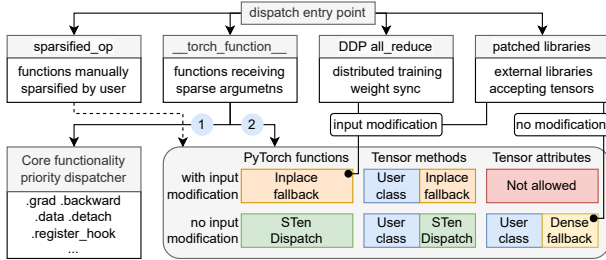 dispatch entry point
sparsified_op
functions manually
sparsified by user
__torch_function__
functions receiving
sparse argumetns
DDP all_reduce
distributed training
weight sync
patched libraries
external libraries
accepting tensors
1
2
input modification
no modification
Core functionality
priority dispatcher
.grad .backward
.data .detach
.register_hook
...
PyTorch functions
Tensor methods
Tensor attributes
with input
modification
Inplace
fallback
User
class
Inplace
fallback
Not allowed
no input
modification
STen
Dispatch
User
class
STen
Dispatch
User
class
Dense
fallback